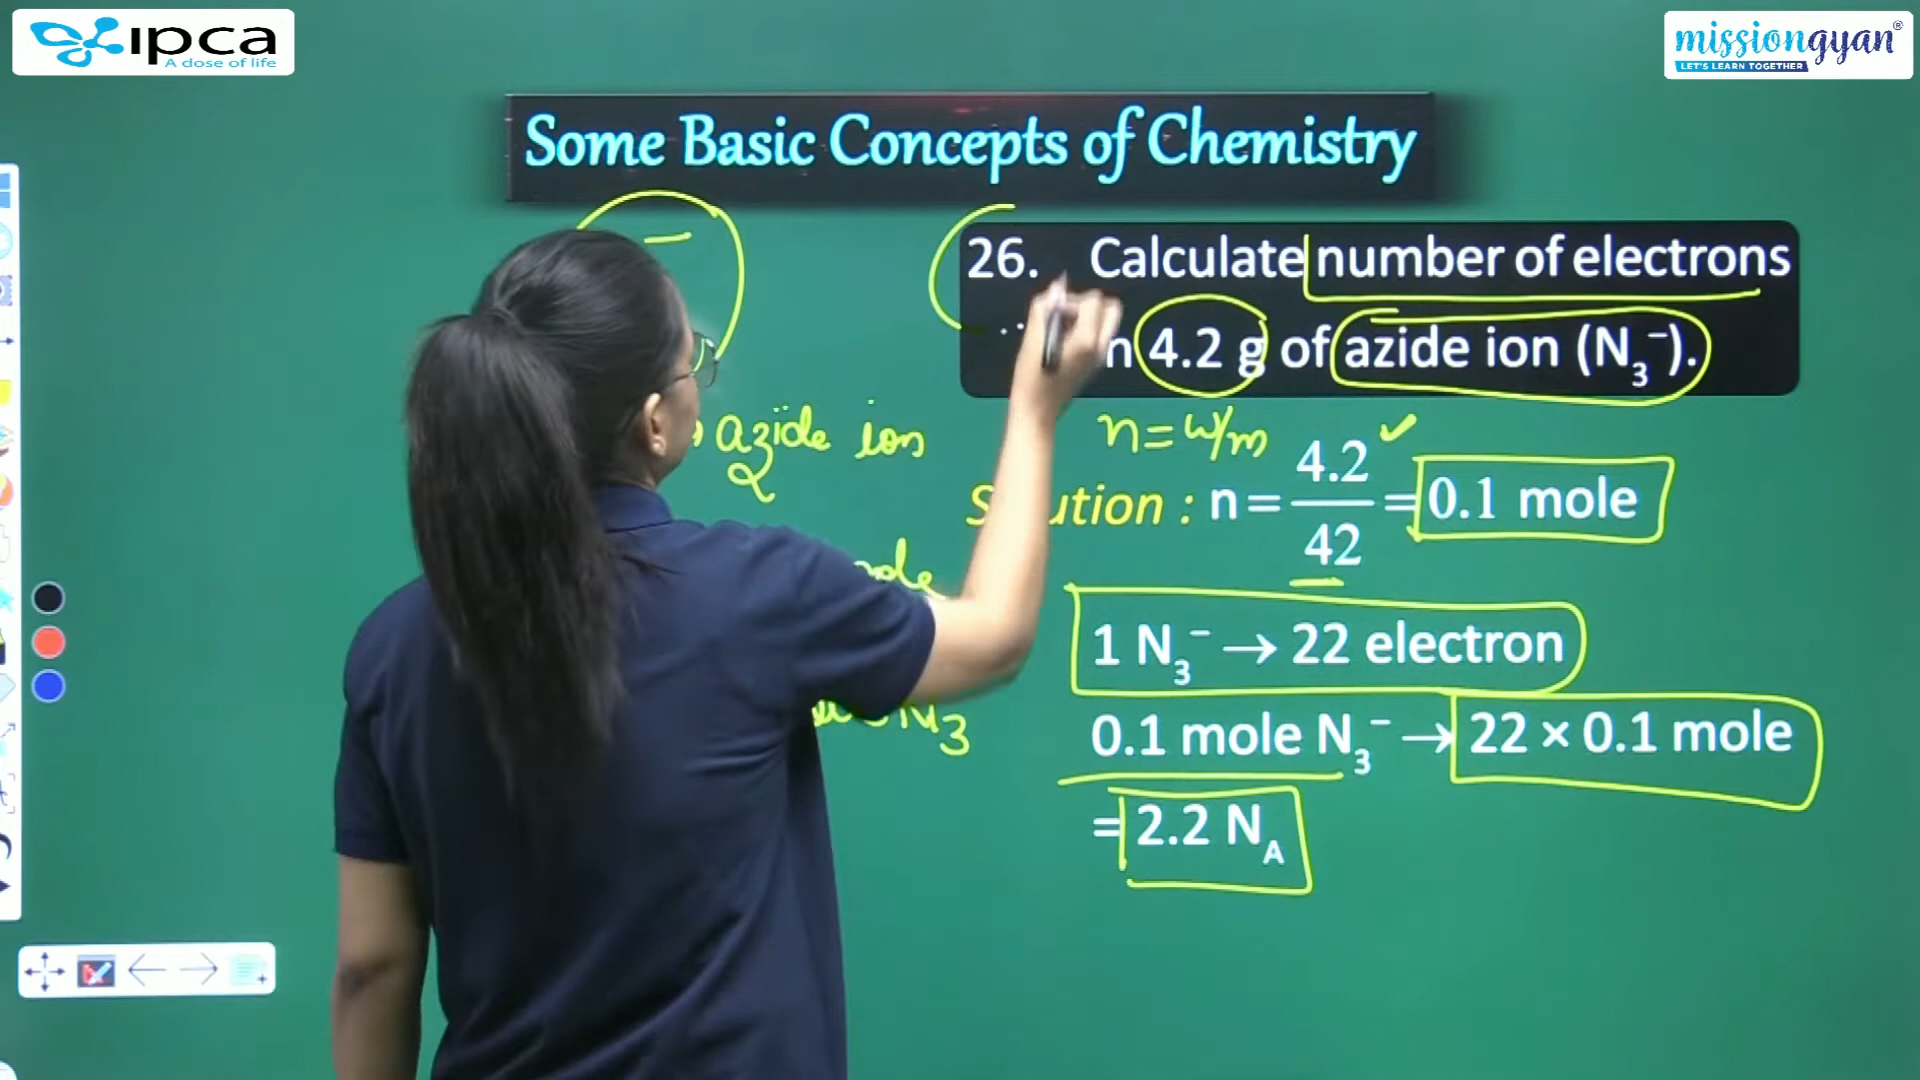 ipca
A dose of life
missiongyan®
LET'S LEARN TOGETHER
Some Basic Concepts of Chemistry
26. Calculate number of electrons
4.2 g of azide ion (N₃⁻).
azide ion
n = w/m
: n = 4.2/42 = 0.1 mole
1 N₃⁻ → 22 electron
0.1 mole N₃⁻ → 22 × 0.1 mole
= 2.2 N_A
N₃